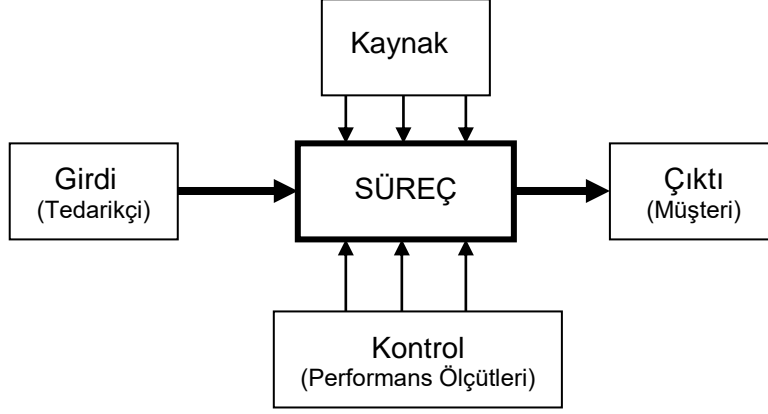 Kaynak
Girdi
(Tedarikçi)
SÜREÇ
Çıktı
(Müşteri)
Kontrol
(Performans Ölçütleri)